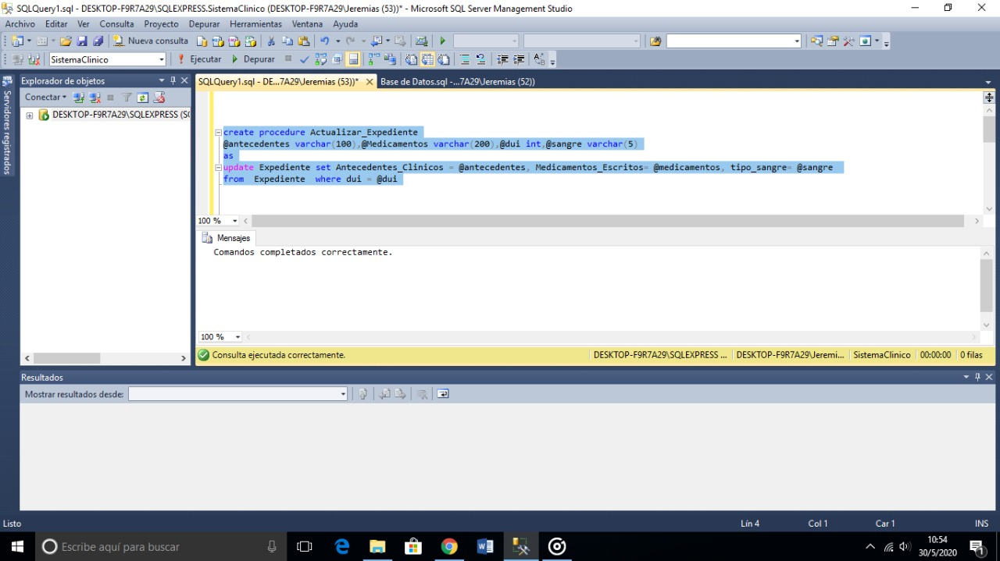 SQLQuery1.sql - DESKTOP-F9R7A29\SQLEXPRESS.SistemaClinico (DESKTOP-F9R7A29\Jeremias (53))* - Microsoft SQL Server Management Studio
Archivo Editar Ver Consulta Proyecto Depurar Herramientas Ventana Ayuda
Nueva consulta
SistemaClinico Ejecutar Depurar
Servidores registrados
Explorador de objetos
Conectar
DESKTOP-F9R7A29\SQLEXPRESS (S
SQLQuery1.sql - DE...7A29\Jeremias (53))* Base de Datos.sql -...7A29\Jeremias (52))
create procedure Actualizar_Expediente
@antecedentes varchar(100),@Medicamentos varchar(200),@dui int,@sangre varchar(5)
as
update Expediente set Antecedentes_Clinicos = @antecedentes, Medicamentos_Escritos= @medicamentos, tipo_sangre= @sangre
from Expediente where dui = @dui
100 %
Mensajes
Comandos completados correctamente.
100 %
Consulta ejecutada correctamente. DESKTOP-F9R7A29\SQLEXPRESS ... DESKTOP-F9R7A29\Jeremi... SistemaClinico 00:00:00 0 filas
Resultados
Mostrar resultados desde:
Listo Lín 4 Col 1 Car 1 INS
Escribe aquí para buscar
10:54
30/5/2020
1